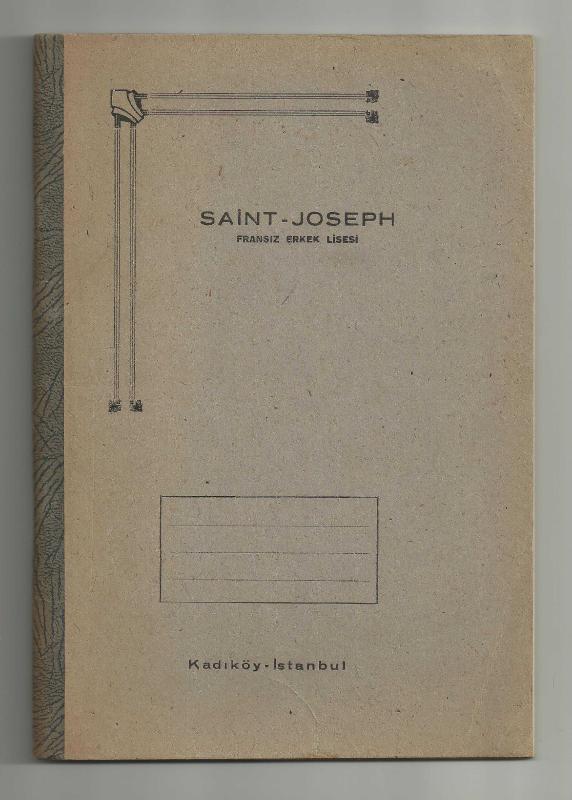 SAİNT-JOSEPH
FRANSIZ ERKEK LİSESİ
Kadıköy-İstanbul